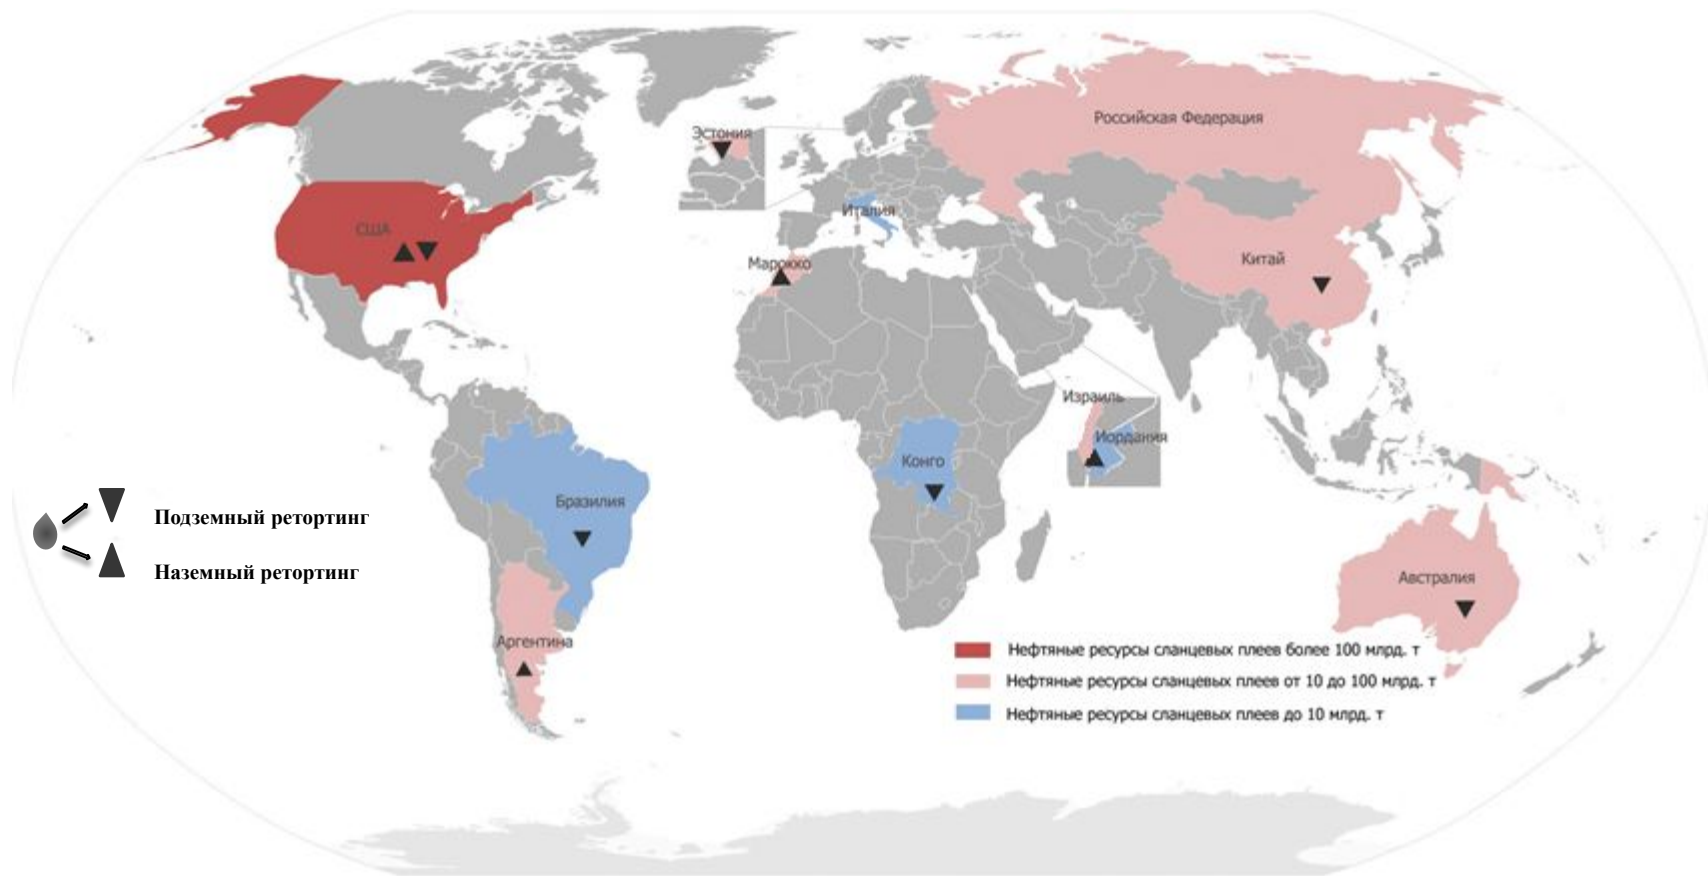 Эстония
Российская Федерация
Италия
США
Марокко
Китай
Израиль
Иордания
Конго
Бразилия
Подземный ретортинг
Наземный ретортинг
Австралия
Аргентина
Нефтяные ресурсы сланцевых плеев более 100 млрд. т
Нефтяные ресурсы сланцевых плеев от 10 до 100 млрд. т
Нефтяные ресурсы сланцевых плеев до 10 млрд. т